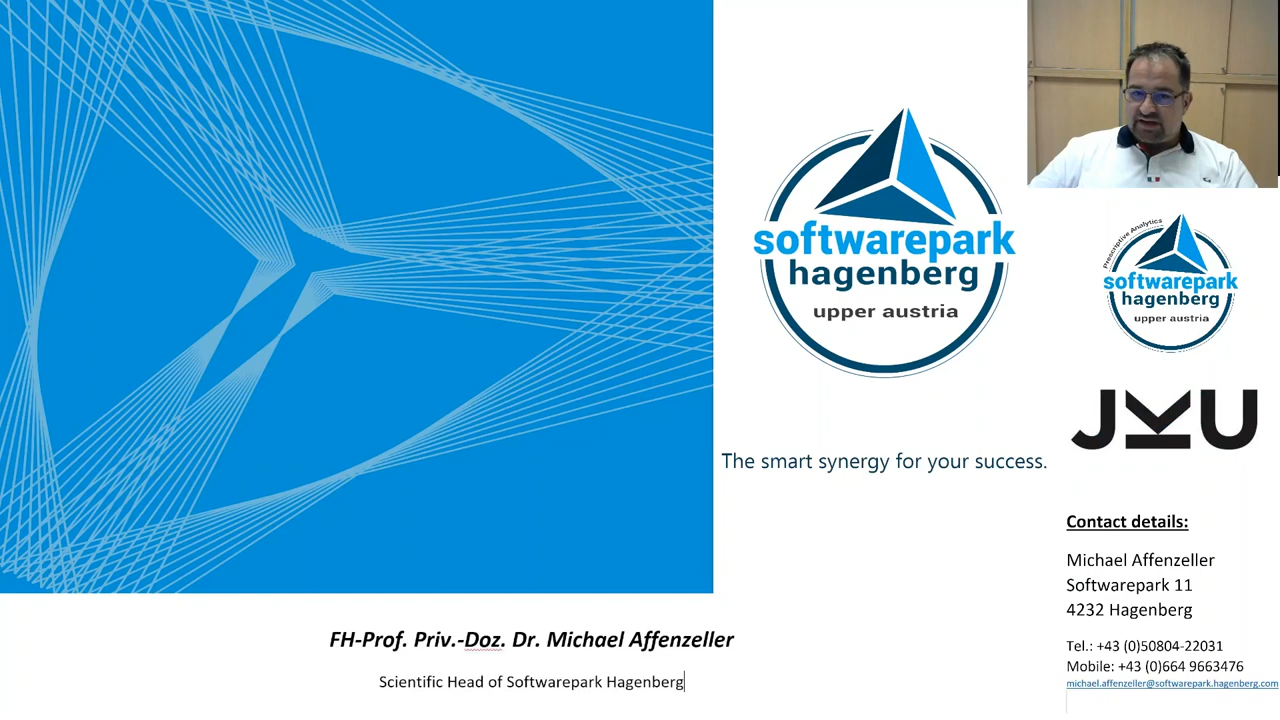 softwarepark
hagenberg
upper austria
The smart synergy for your success.
Prescriptive Analytics
softwarepark
hagenberg
upper austria
JKU
Contact details:
Michael Affenzeller
Softwarepark 11
4232 Hagenberg
Tel.: +43 (0)50804-22031
Mobile: +43 (0)664 9663476
michael.affenzeller@softwarepark.hagenberg.com
FH-Prof. Priv.-Doz. Dr. Michael Affenzeller
Scientific Head of Softwarepark Hagenberg